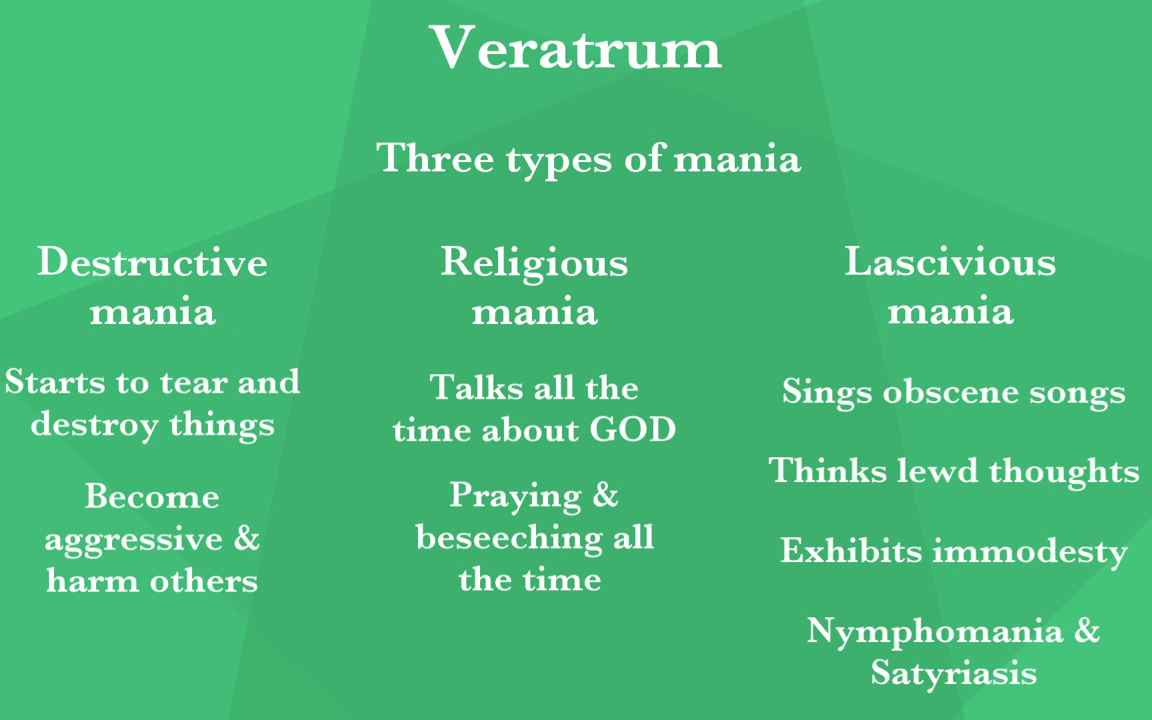 Veratrum
Three types of mania
Destructive
mania
Starts to tear and
destroy things
Become
aggressive &
harm others
Religious
mania
Talks all the
time about GOD
Praying &
beseeching all
the time
Lascivious
mania
Sings obscene songs
Thinks lewd thoughts
Exhibits immodesty
Nymphomania &
Satyriasis